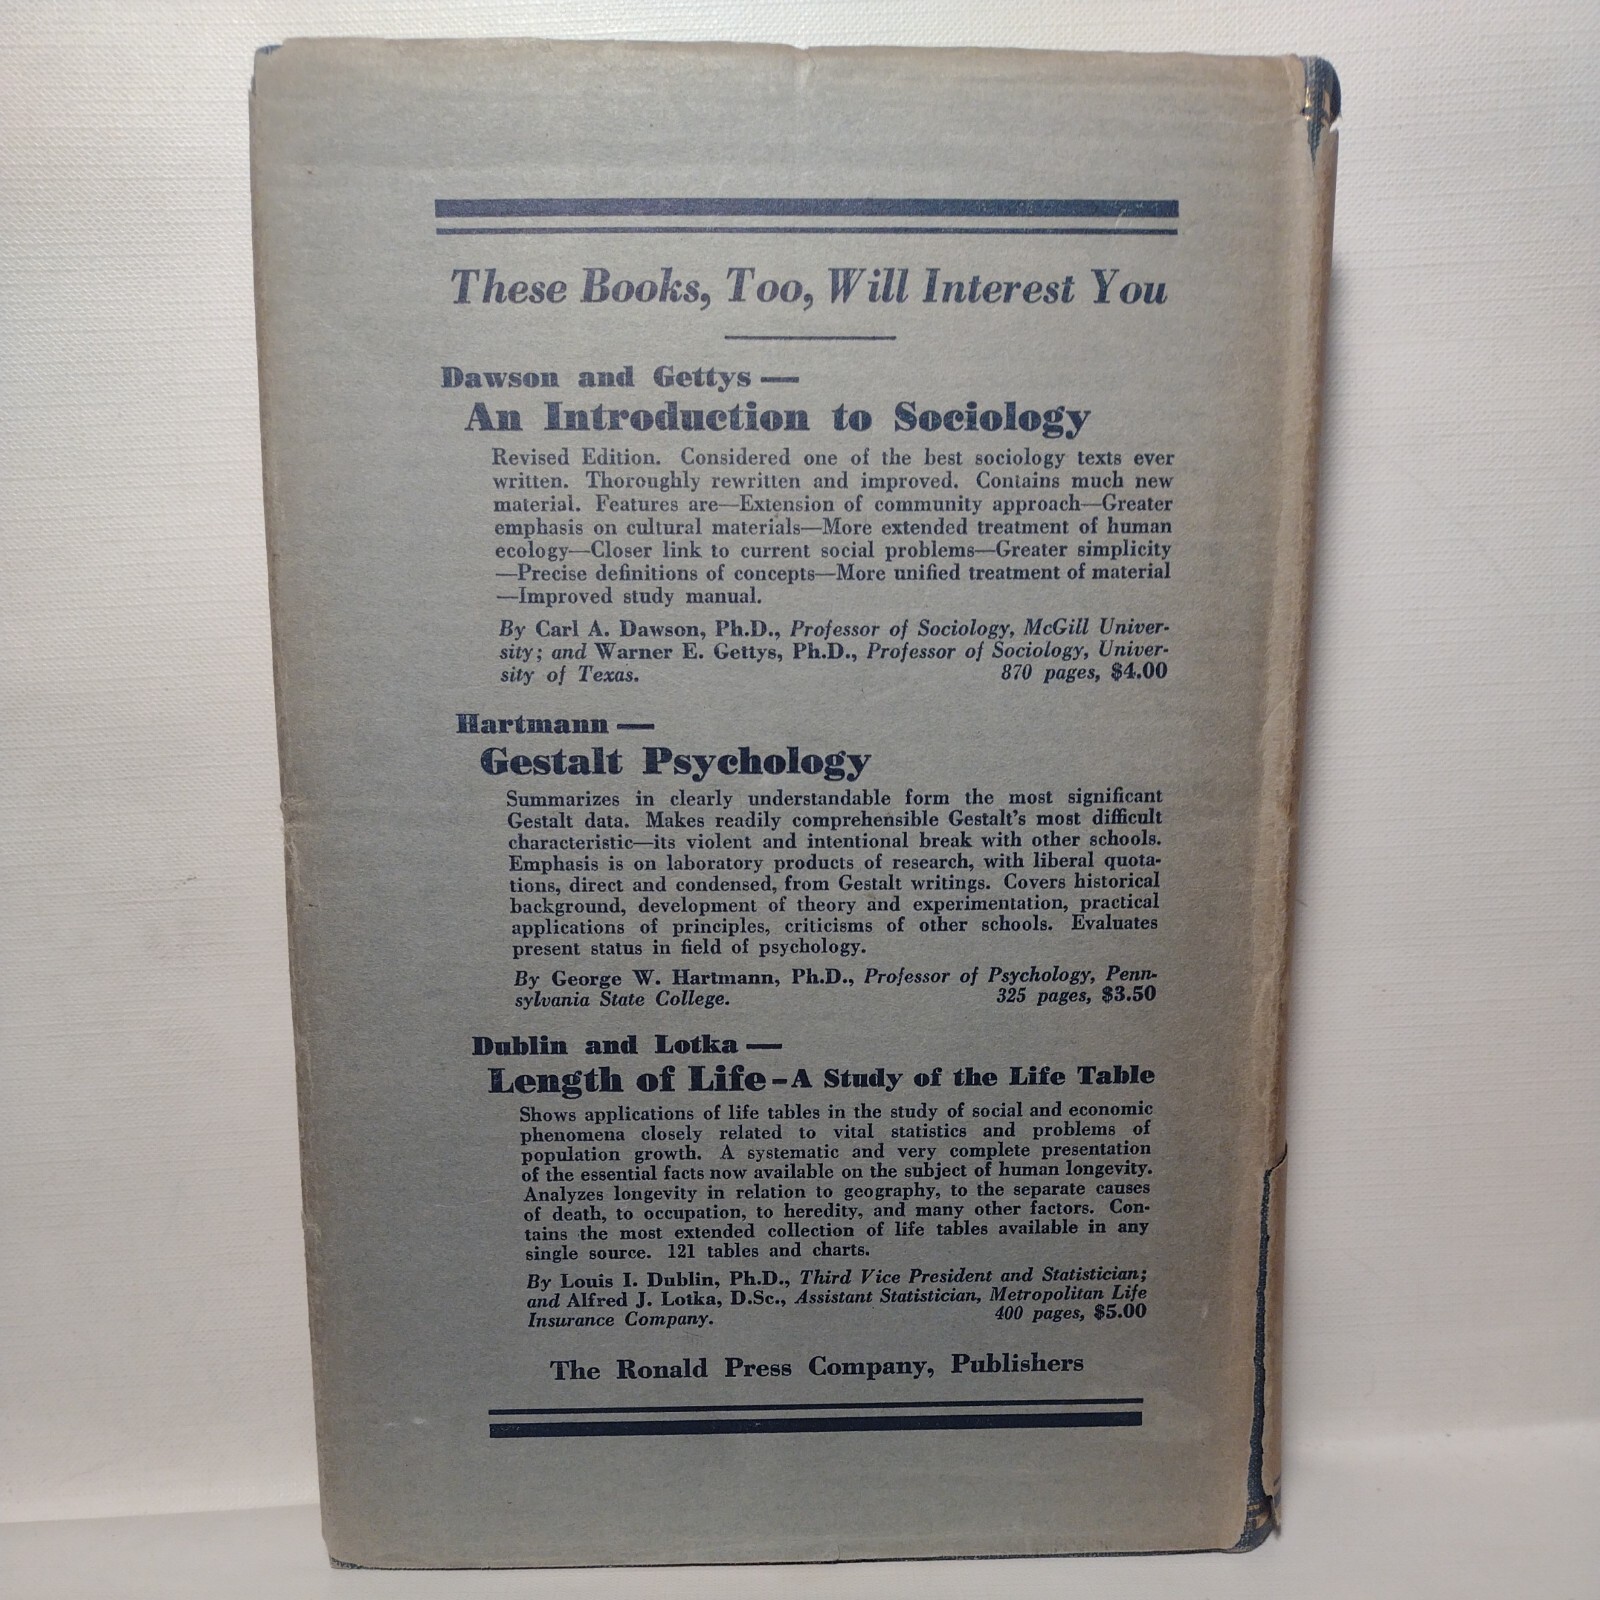 These Books, Too, Will Interest You
Dawson and Gettys —
An Introduction to Sociology
Revised Edition. Considered one of the best sociology texts ever
written. Thoroughly rewritten and improved. Contains much new
material. Features are—Extension of community approach—Greater
emphasis on cultural materials—More extended treatment of human
ecology—Closer link to current social problems—Greater simplicity
—Precise definitions of concepts—More unified treatment of material
—Improved study manual.
By Carl A. Dawson, Ph.D., Professor of Sociology, McGill Univer-
sity; and Warner E. Gettys, Ph.D., Professor of Sociology, Univer-
sity of Texas. 870 pages, $4.00
Hartmann —
Gestalt Psychology
Summarizes in clearly understandable form the most significant
Gestalt data. Makes readily comprehensible Gestalt's most difficult
characteristic—its violent and intentional break with other schools.
Emphasis is on laboratory products of research, with liberal quota-
tions, direct and condensed, from Gestalt writings. Covers historical
background, development of theory and experimentation, practical
applications of principles, criticisms of other schools. Evaluates
present status in field of psychology.
By George W. Hartmann, Ph.D., Professor of Psychology, Penn-
sylvania State College. 325 pages, $3.50
Dublin and Lotka —
Length of Life – A Study of the Life Table
Shows applications of life tables in the study of social and economic
phenomena closely related to vital statistics and problems of
population growth. A systematic and very complete presentation
of the essential facts now available on the subject of human longevity.
Analyzes longevity in relation to geography, to the separate causes
of death, to occupation, to heredity, and many other factors. Con-
tains the most extended collection of life tables available in any
single source. 121 tables and charts.
By Louis I. Dublin, Ph.D., Third Vice President and Statistician;
and Alfred J. Lotka, D.Sc., Assistant Statistician, Metropolitan Life
Insurance Company. 400 pages, $5.00
The Ronald Press Company, Publishers